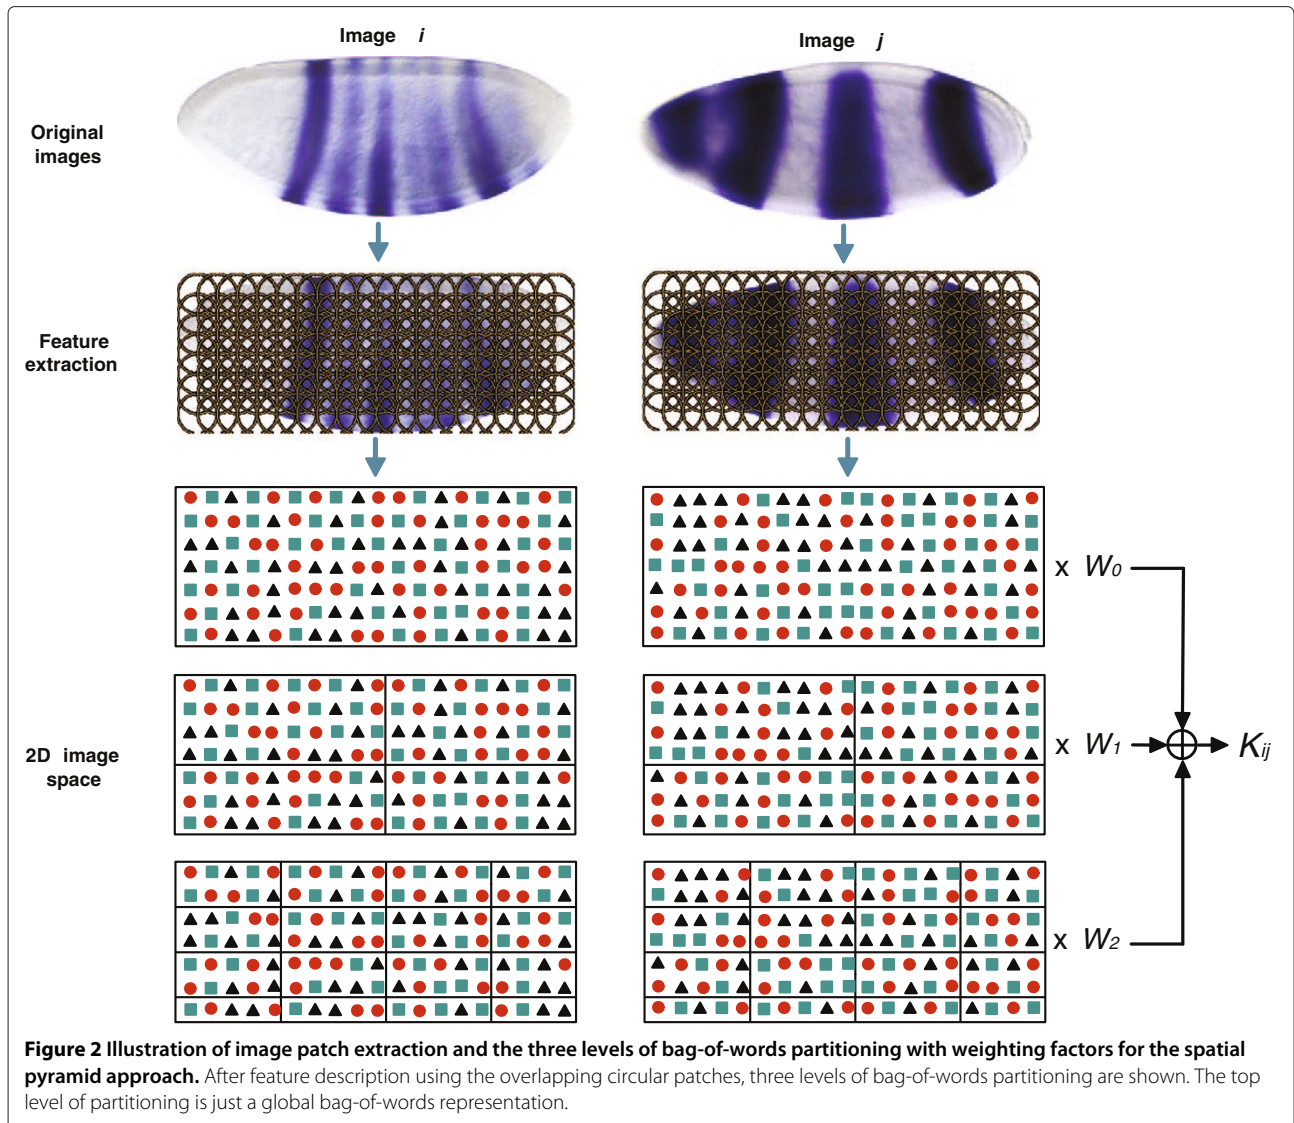 Image i
Image j
Original
images
Feature
extraction
x W0
2D image
space
x W1
Kij
x W2
Figure 2 Illustration of image patch extraction and the three levels of bag-of-words partitioning with weighting factors for the spatial
pyramid approach. After feature description using the overlapping circular patches, three levels of bag-of-words partitioning are shown. The top
level of partitioning is just a global bag-of-words representation.